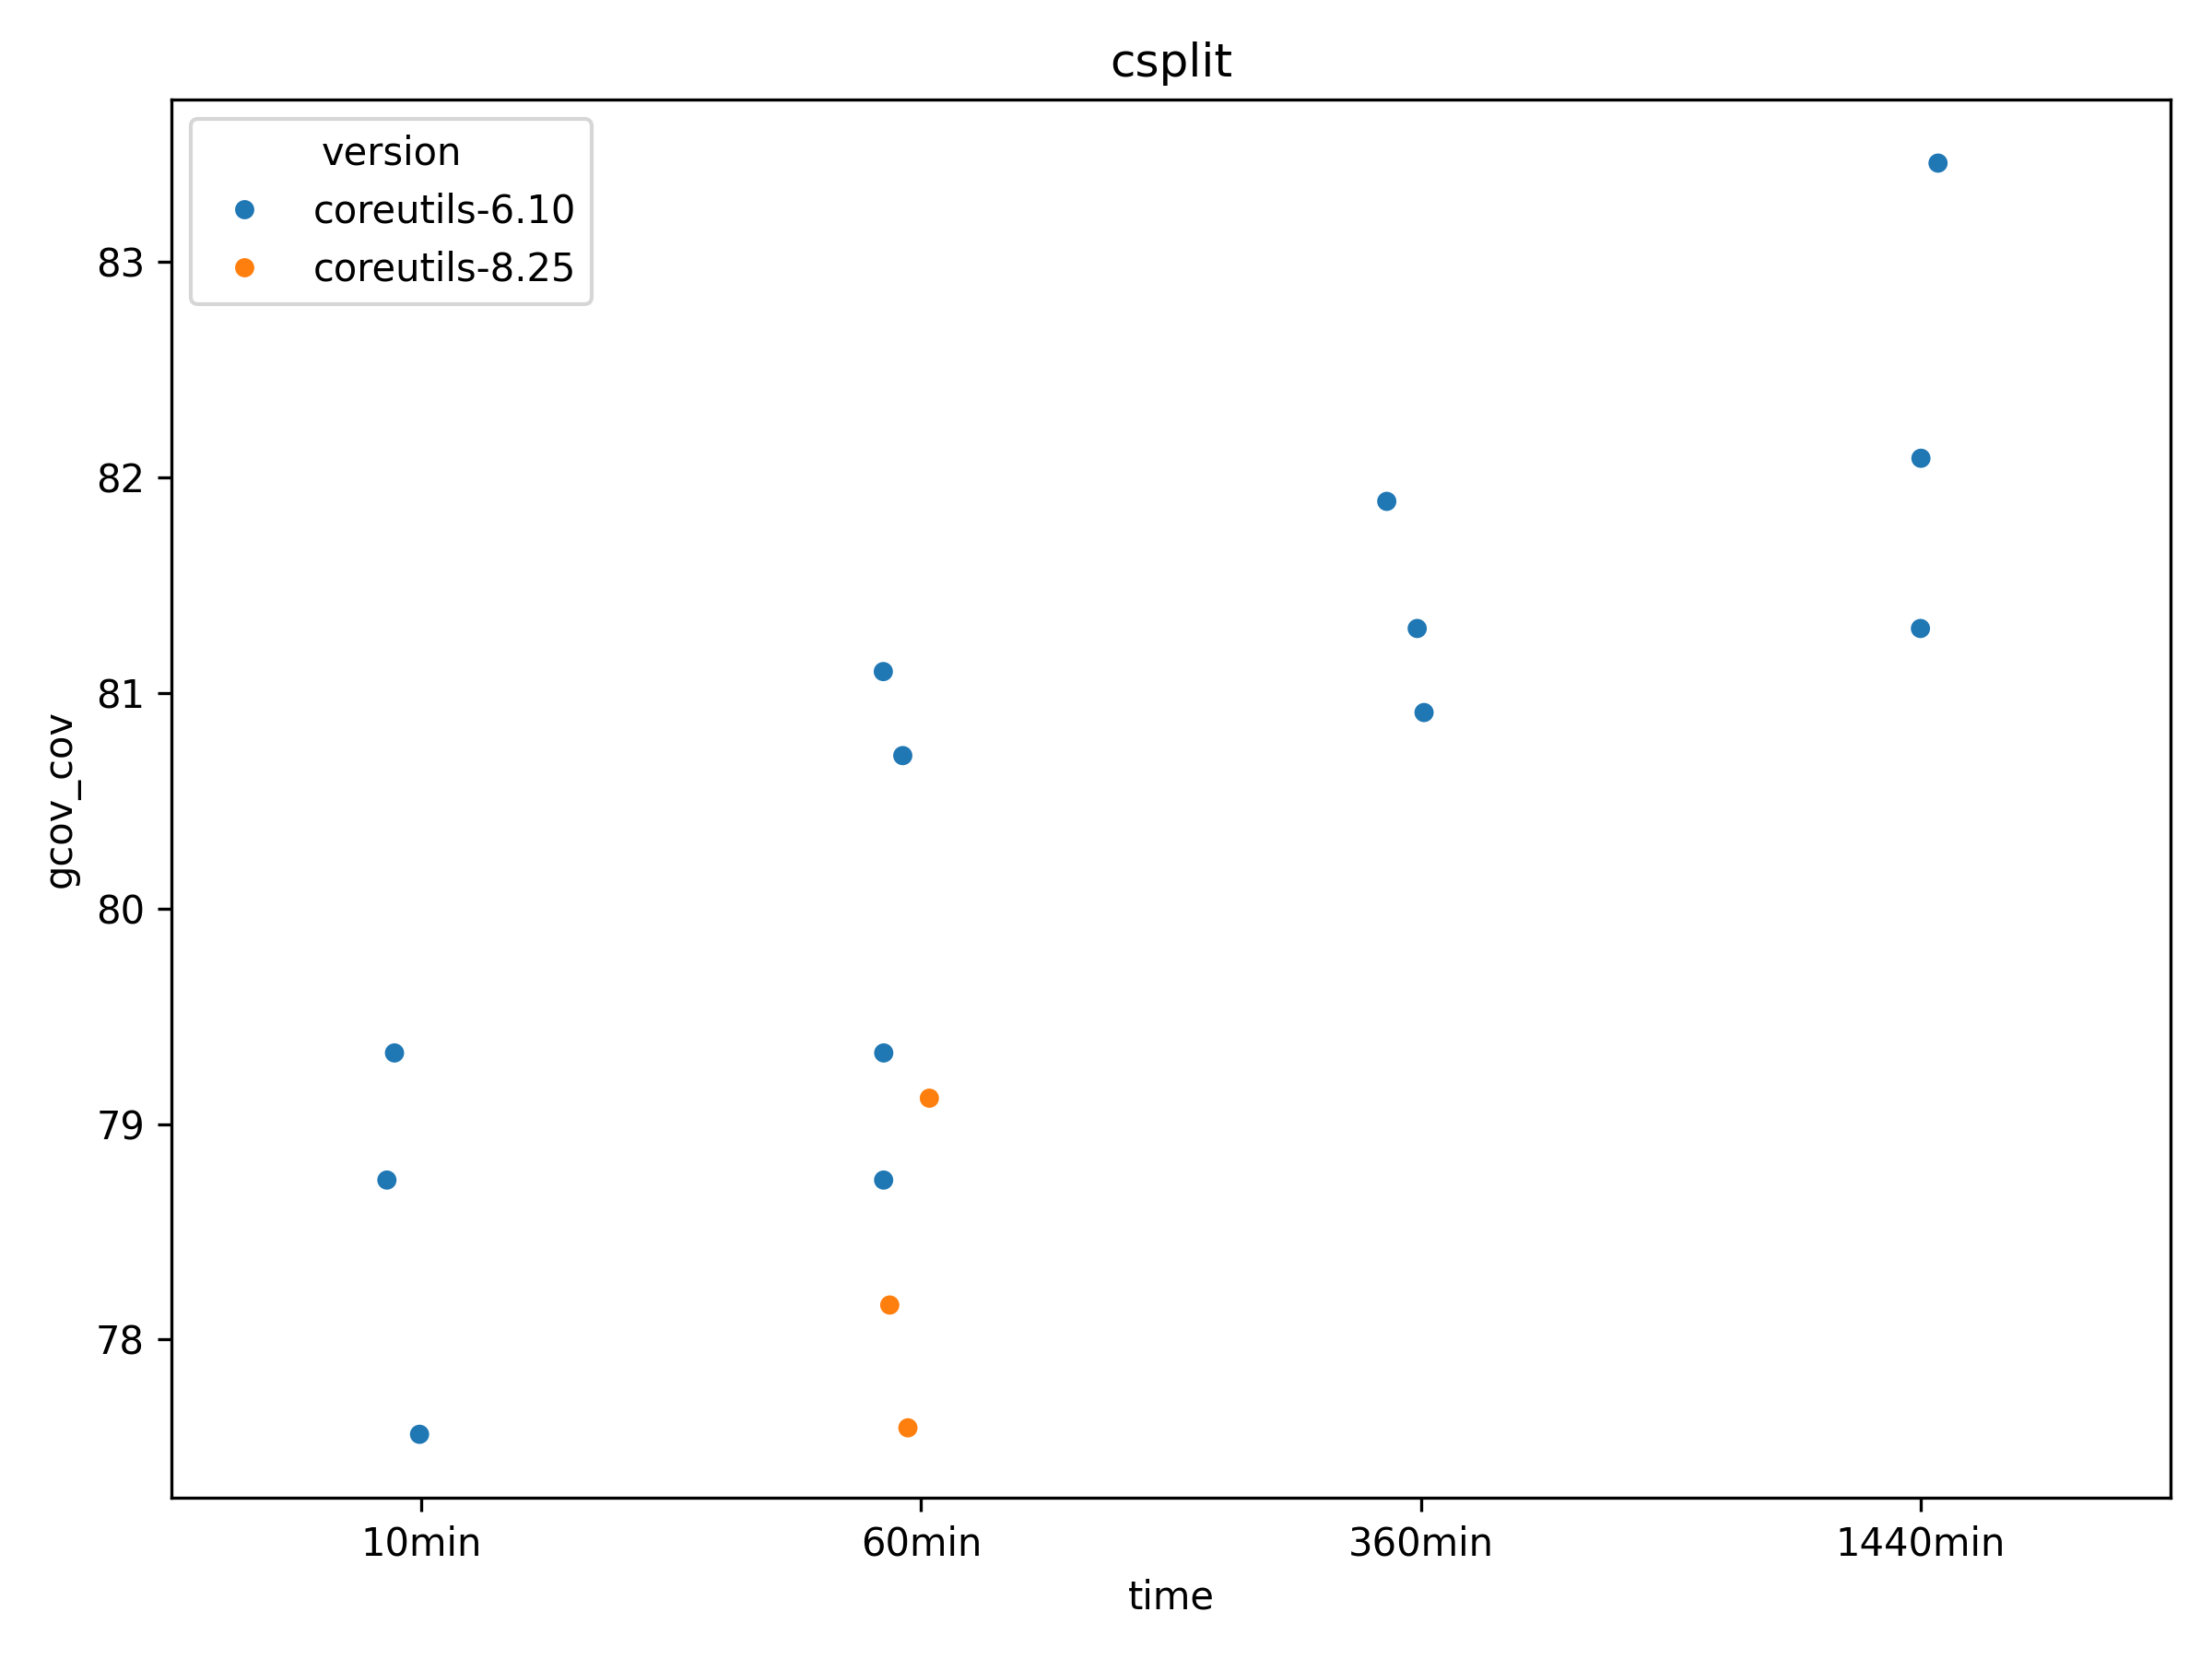 csplit
version
coreutils-6.10
coreutils-8.25
83
82
81
80
79
78
gcov_cov
10min
60min
360min
1440min
time